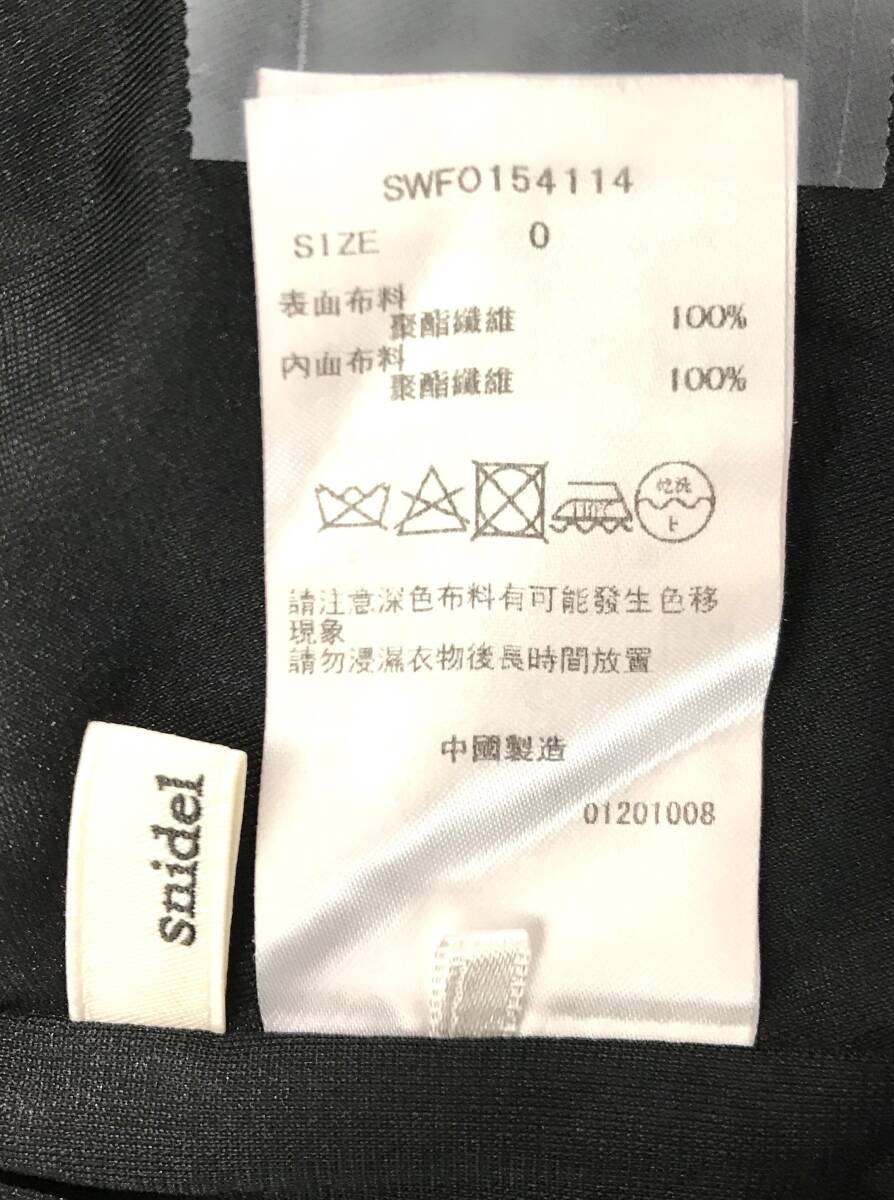 SWFO154114
SIZE 0
表面布料
聚酯纖維 100%
內面布料
聚酯纖維 100%
乾洗
上
請注意深色布料有可能發生色移
現象
請勿浸濕衣物後長時間放置
中國製造
01201008
snidel